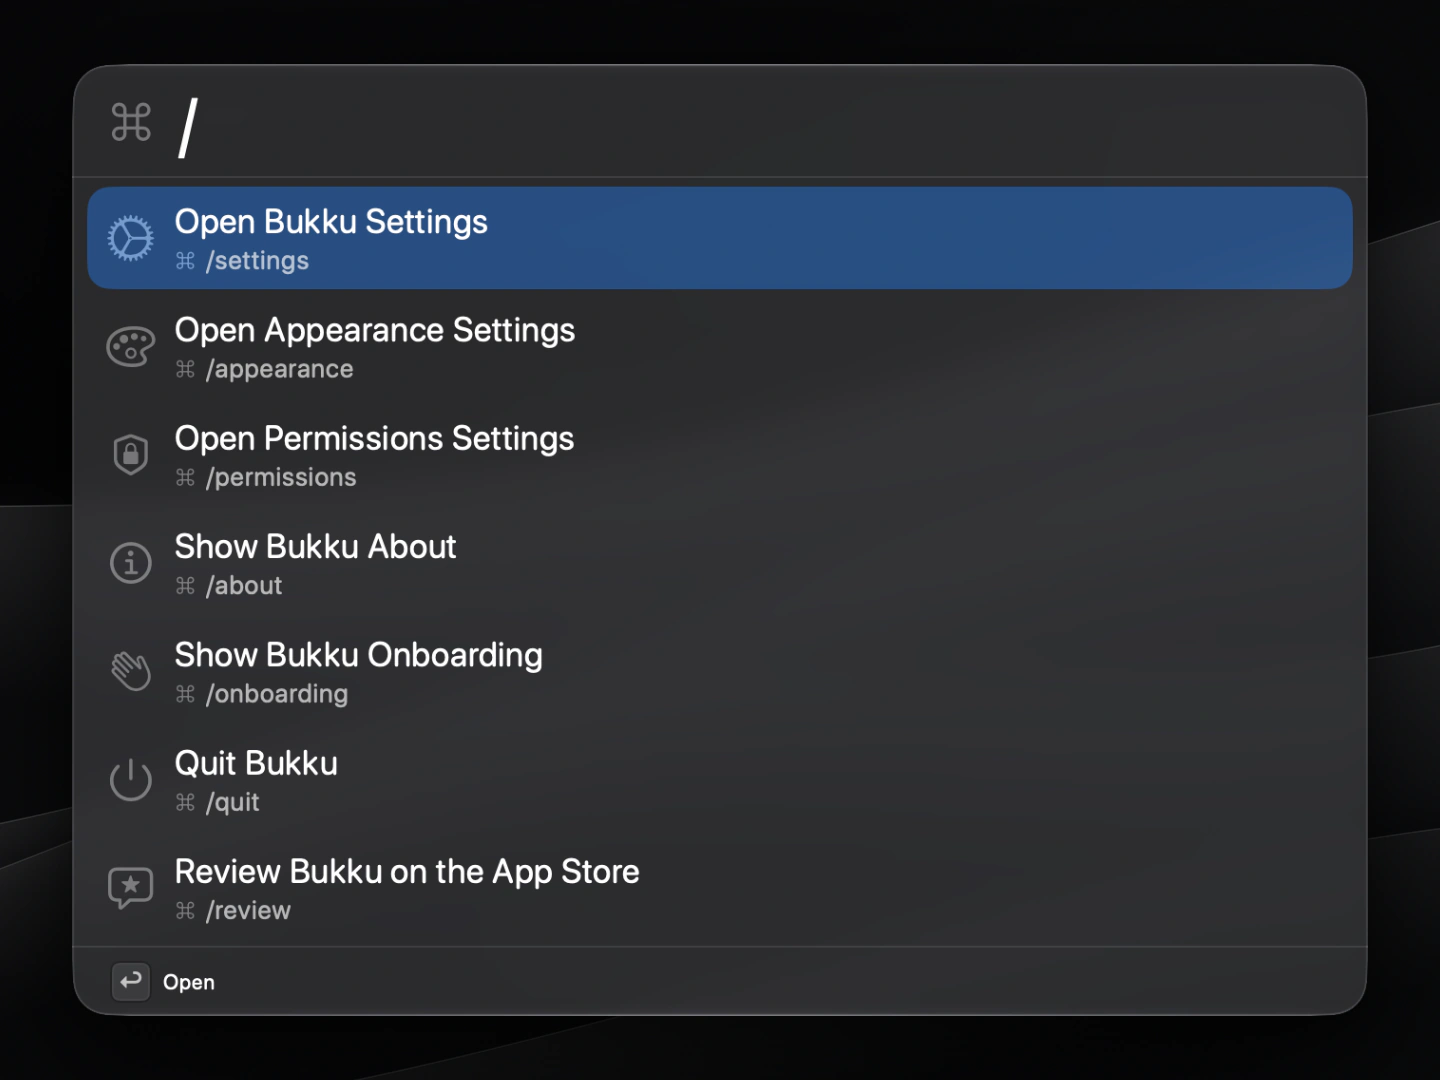 ⌘ /
Open Bukku Settings
⌘ /settings
Open Appearance Settings
⌘ /appearance
Open Permissions Settings
⌘ /permissions
Show Bukku About
⌘ /about
Show Bukku Onboarding
⌘ /onboarding
Quit Bukku
⌘ /quit
Review Bukku on the App Store
⌘ /review
Open